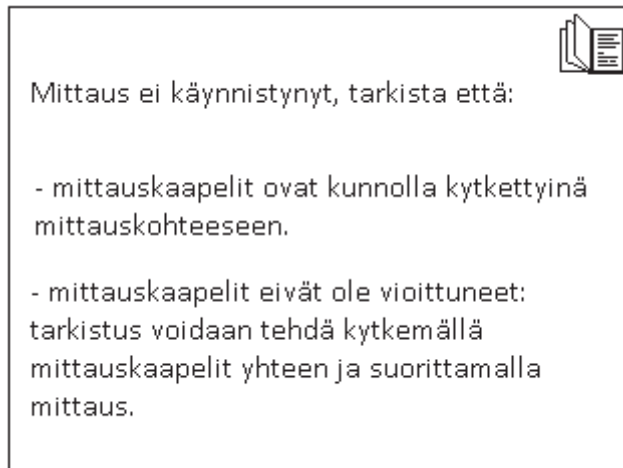 Mittaus ei käynnistynyt, tarkista että:
- mittauskaapelit ovat kunnolla kytkettyinä
mittauskohteeseen.
- mittauskaapelit eivät ole vioittuneet:
tarkistus voidaan tehdä kytkemällä
mittauskaapelit yhteen ja suorittamalla
mittaus.